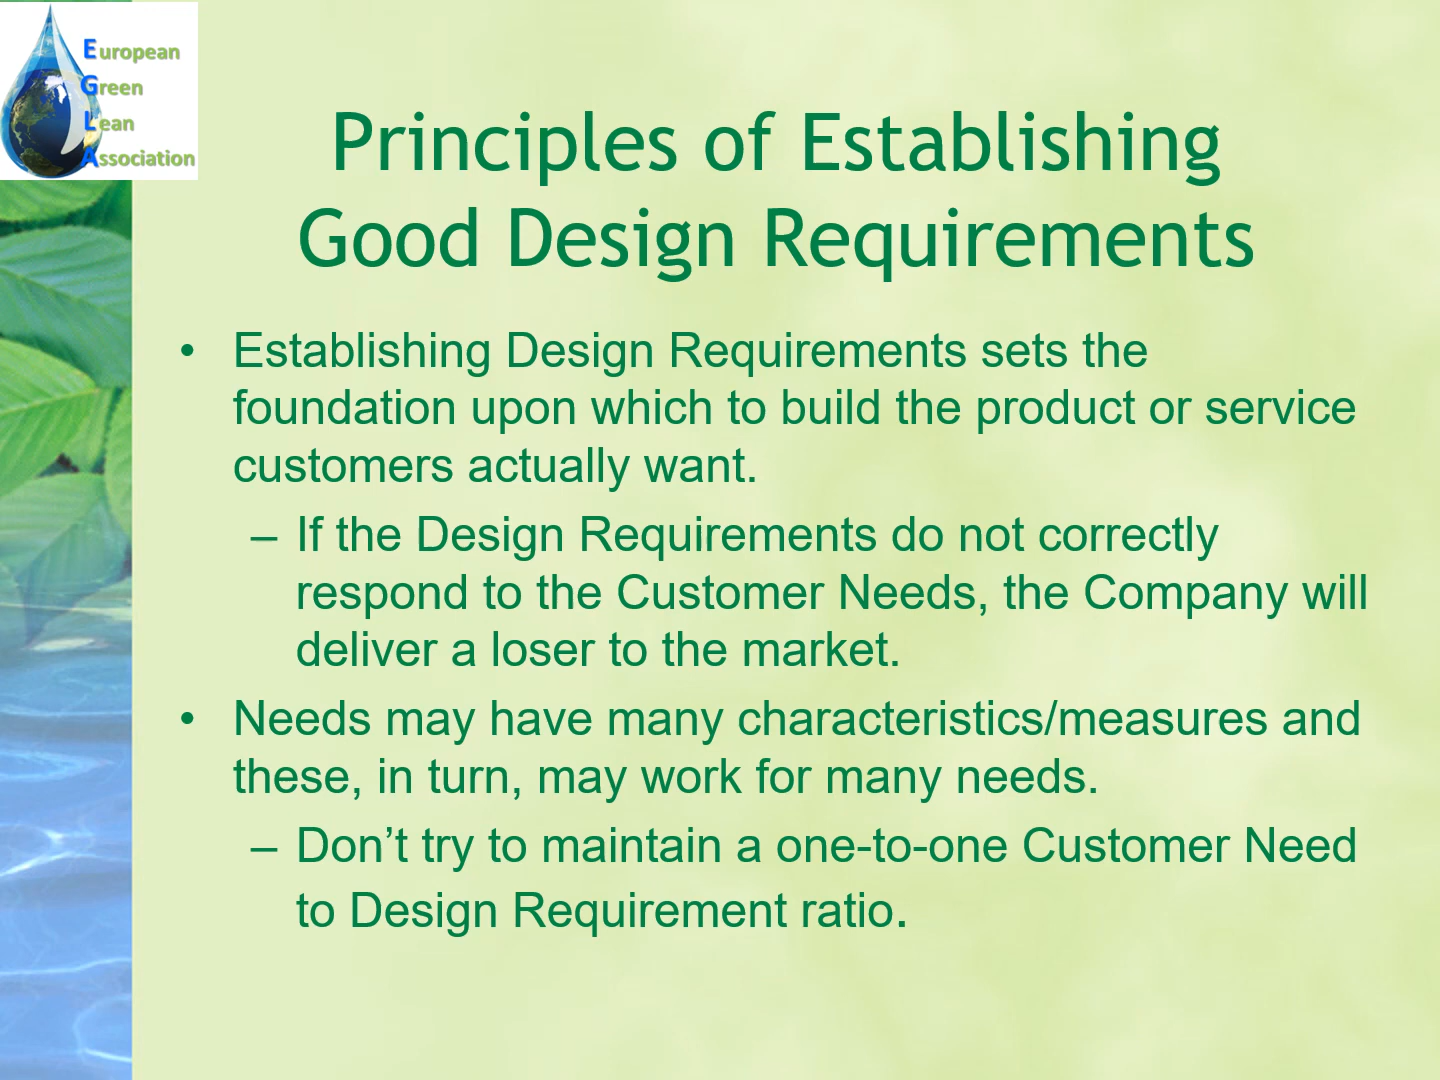 European
Green
Lean
Association
Principles of Establishing
Good Design Requirements
• Establishing Design Requirements sets the
foundation upon which to build the product or service
customers actually want.
– If the Design Requirements do not correctly
respond to the Customer Needs, the Company will
deliver a loser to the market.
• Needs may have many characteristics/measures and
these, in turn, may work for many needs.
– Don’t try to maintain a one-to-one Customer Need
to Design Requirement ratio.